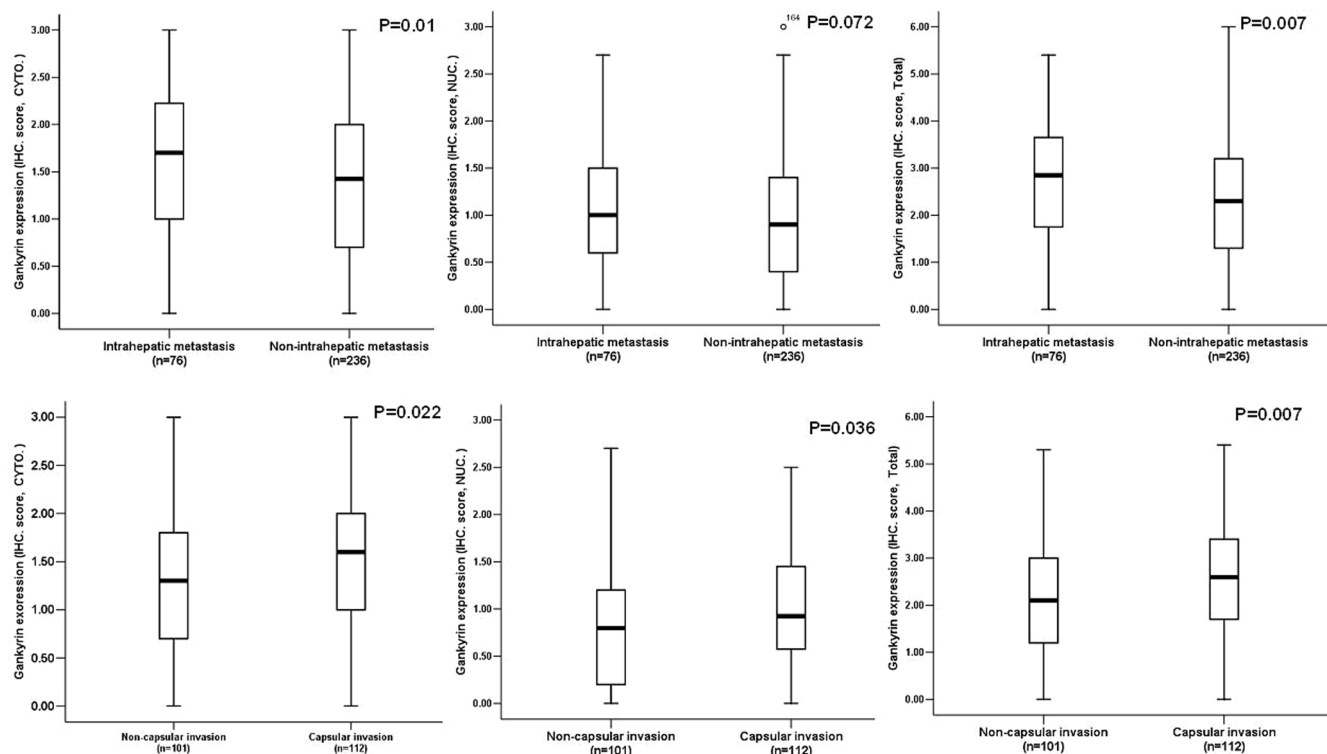 P=0.01
Gankyrin expression (IHC. score, CYTO. )
3.00
2.50
2.00
1.50
1.00
0.50
0.00
Intrahepatic metastasis
(n=76)
Non-intrahepatic metastasis
(n=236)
164
P=0.072
Gankyrin expression (IHC. score, NUC. )
3.00
2.50
2.00
1.50
1.00
0.50
0.00
Intrahepatic metastasis
(n=76)
Non-intrahepatic metastasis
(n=236)
P=0.007
Gankyrin expression (IHC. score, Total)
6.00
5.00
4.00
3.00
2.00
1.00
0.00
Intrahepatic metastasis
(n=76)
Non-intrahepatic metastasis
(n=236)
P=0.022
Gankyrin exoression (IHC. score, CYTO. )
3.00
2.50
2.00
1.50
1.00
0.50
0.00
Non-capsular invasion
(n=101)
Capsular invasion
(n=112)
P=0.036
Gankyrin expression (IHC. score, NUC. )
3.00
2.50
2.00
1.50
1.00
0.50
0.00
Non-capsular invasion
(n=101)
Capsular invasion
(n=112)
P=0.007
Gankyrin expression (IHC. score, Total)
6.00
5.00
4.00
3.00
2.00
1.00
0.00
Non-capsular invasion
(n=101)
Capsular invasion
(n=112)